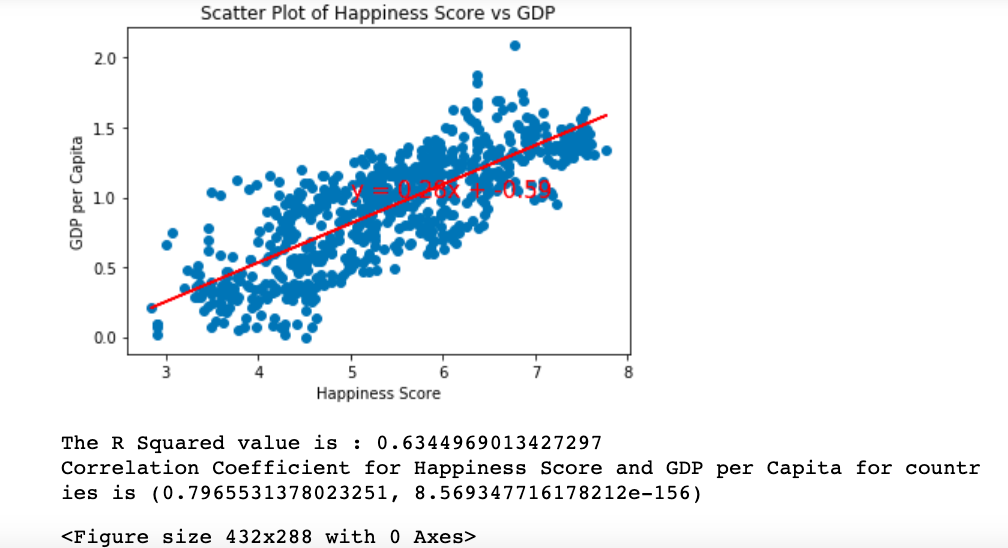 Scatter Plot of Happiness Score vs GDP
2.0
1.5
1.0
0.5
0.0
GDP per Capita
y = 0.28x + -0.59
3 4 5 6 7 8
Happiness Score
The R Squared value is : 0.6344969013427297
Correlation Coefficient for Happiness Score and GDP per Capita for countr
ies is (0.7965531378023251, 8.569347716178212e-156)
<Figure size 432x288 with 0 Axes>